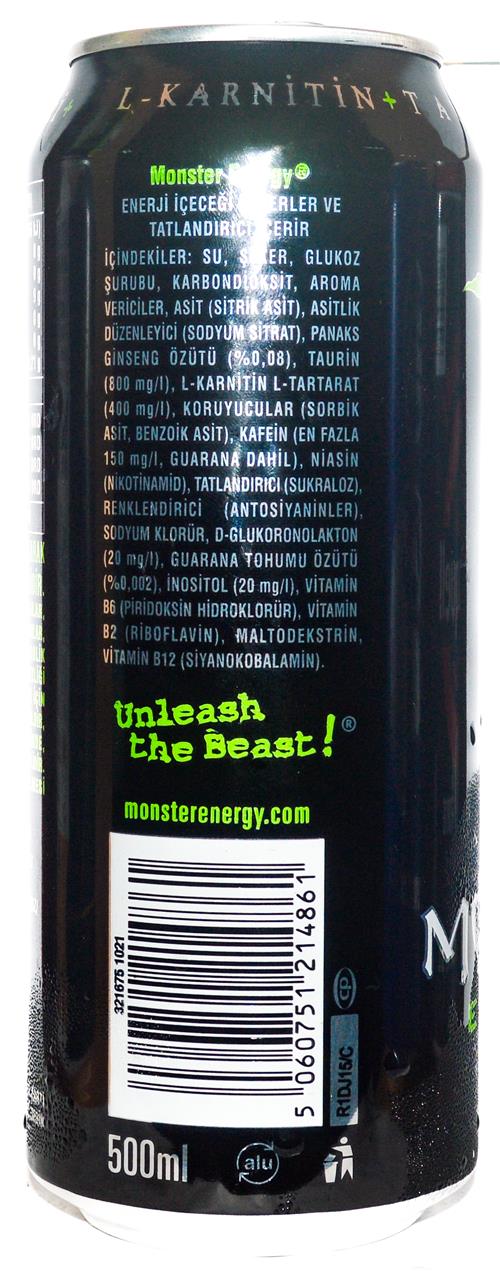 L-KARNİTİN+TA
Monster Energy®
ENERJİ İÇECEĞİ ŞEKERLER VE
TATLANDIRICI İÇERİR
İÇİNDEKİLER: SU, ŞEKER, GLUKOZ
ŞURUBU, KARBONDİOKSİT, AROMA
VERİCİLER, ASİT (SİTRİK ASİT), ASİTLİK
DÜZENLEYİCİ (SODYUM SİTRAT), PANAKS
GİNSENG ÖZÜTÜ (%0,08), TAURİN
(800 mg/l), L-KARNİTİN L-TARTARAT
(400 mg/l), KORUYUCULAR (SORBİK
ASİT, BENZOİK ASİT), KAFEİN (EN FAZLA
150 mg/l, GUARANA DAHİL), NİASİN
(NİKOTİNAMİD), TATLANDIRICI (SUKRALOZ),
RENKLENDİRİCİ (ANTOSİYANİNLER),
SODYUM KLORÜR, D-GLUKORONOLAKTON
(20 mg/l), GUARANA TOHUMU ÖZÜTÜ
(%0,002), İNOSİTOL (20 mg/l), VİTAMİN
B6 (PİRİDOKSİN HİDROKLORÜR), VİTAMİN
B2 (RİBOFLAVİN), MALTODEKSTRİN,
VİTAMİN B12 (SİYANOKOBALAMİN).
Unleash
the Beast!®
monsterenergy.com
321675 1021
5 060751 214861
CP
R1DJ15/C
500ml
alu